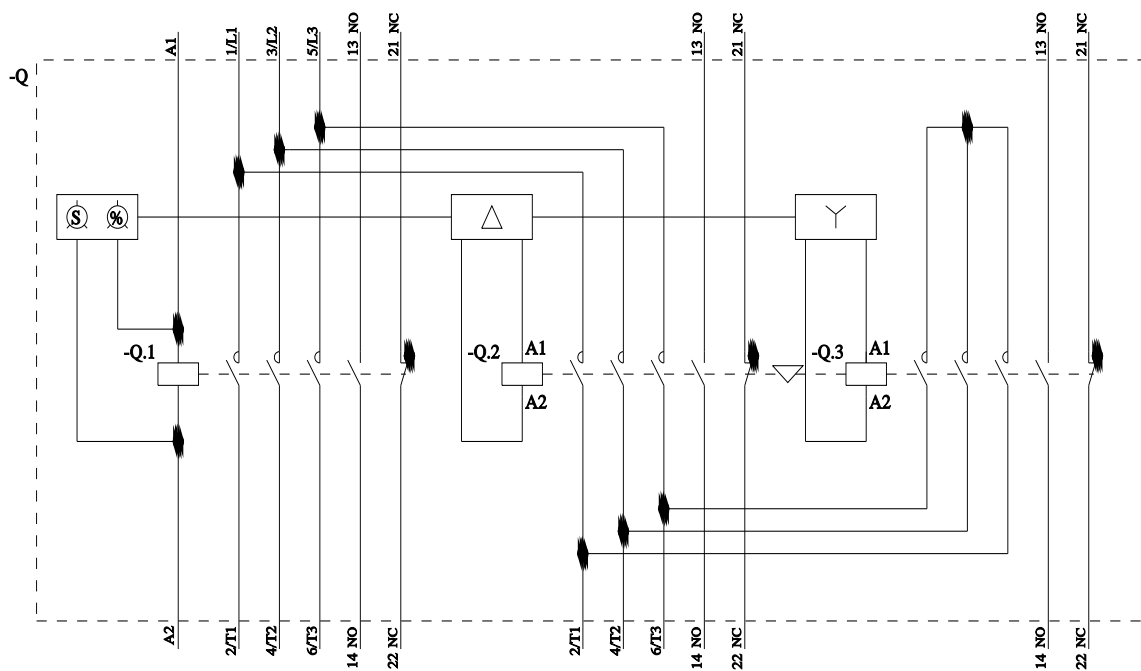 A1
1/L1
3/L2
5/L3
13 NO
21 NC
13 NO
21 NC
13 NO
21 NC
-Q
S
%
-Q.1
-Q.2
A1
A2
-Q.3
A1
A2
A2
2/T1
4/T2
6/T3
14 NO
22 NC
2/T1
4/T2
6/T3
14 NO
22 NC
14 NO
22 NC